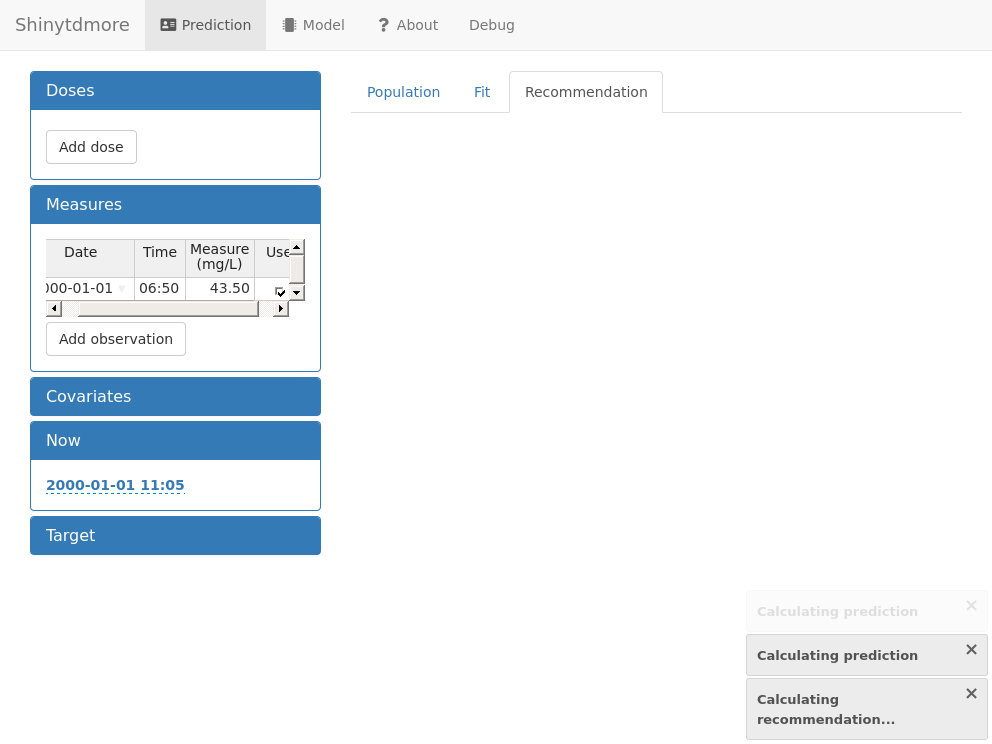 Shinytdmore Prediction Model ? About Debug
Doses
Population Fit Recommendation
Add dose
Measures
Date Time Measure (mg/L) Use
00-01-01 06:50 43.50
Add observation
Covariates
Now
2000-01-01 11:05
Target
Calculating prediction
Calculating prediction
Calculating
recommendation...